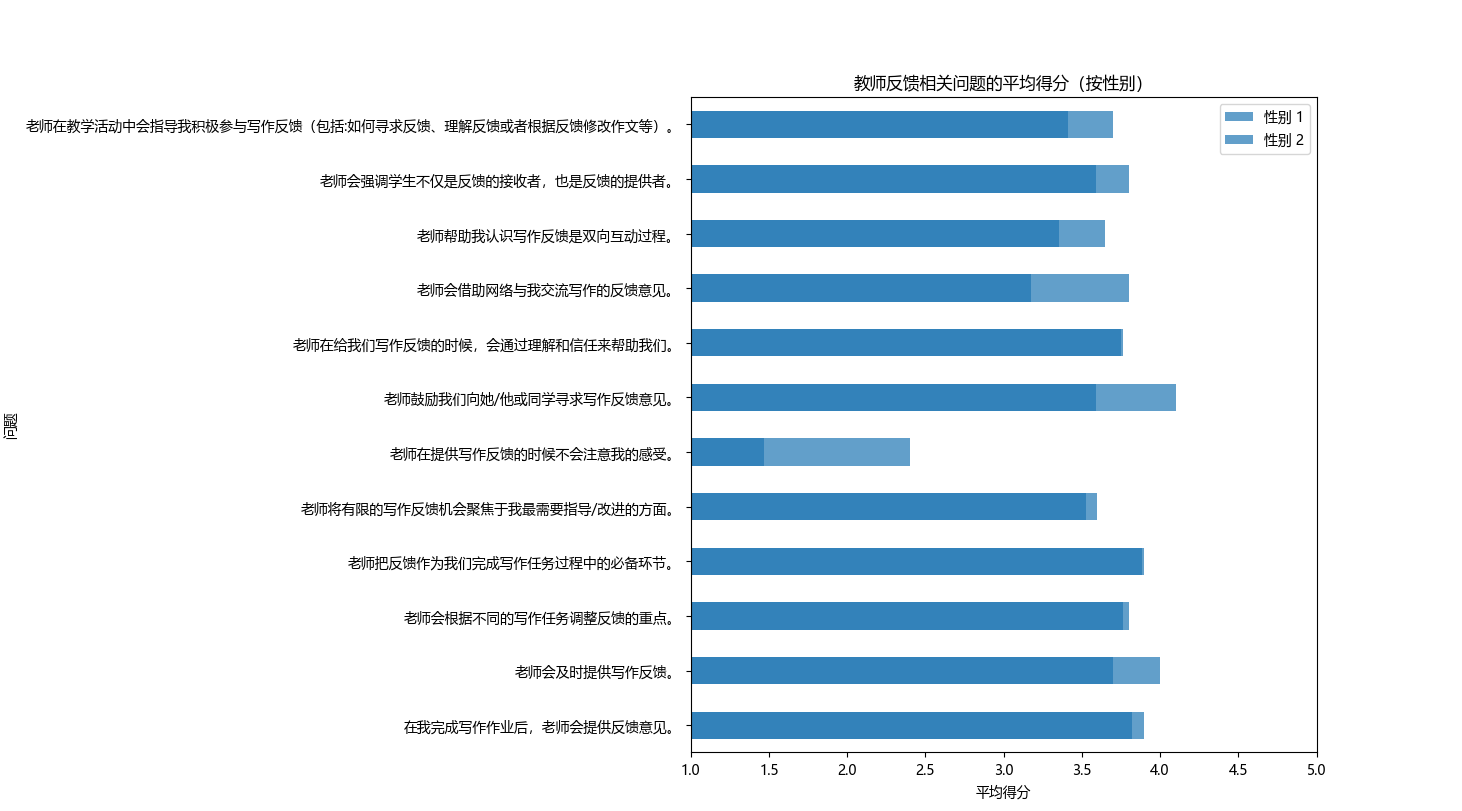 教师反馈相关问题的平均得分（按性别）
性别 1
性别 2
老师在教学活动中会指导我积极参与写作反馈（包括:如何寻求反馈、理解反馈或者根据反馈修改作文等）。
老师会强调学生不仅是反馈的接收者，也是反馈的提供者。
老师帮助我认识写作反馈是双向互动过程。
老师会借助网络与我交流写作的反馈意见。
老师在给我们写作反馈的时候，会通过理解和信任来帮助我们。
老师鼓励我们向她/他或同学寻求写作反馈意见。
老师在提供写作反馈的时候不会注意我的感受。
老师将有限的写作反馈机会聚焦于我最需要指导/改进的方面。
老师把反馈作为我们完成写作任务过程中的必备环节。
老师会根据不同的写作任务调整反馈的重点。
老师会及时提供写作反馈。
在我完成写作作业后，老师会提供反馈意见。
问题
1.0 1.5 2.0 2.5 3.0 3.5 4.0 4.5 5.0
平均得分